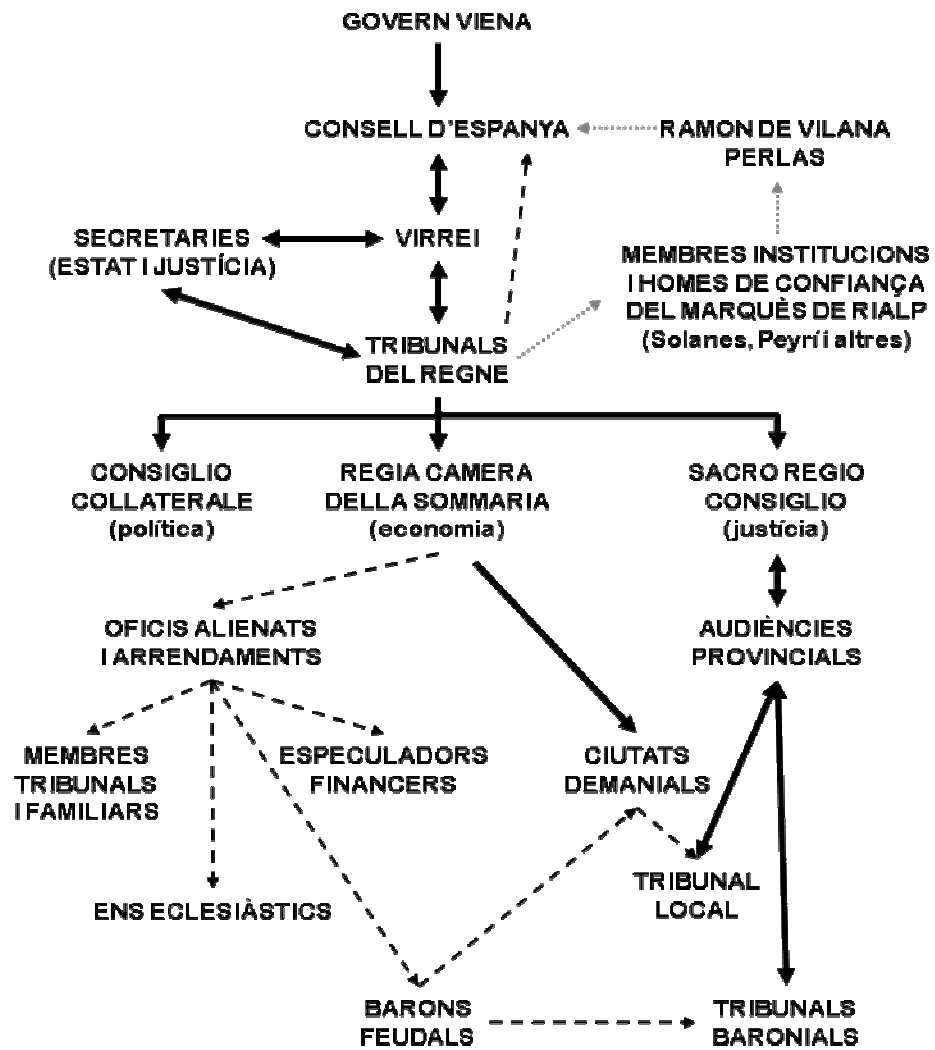 GOVERN VIENA
CONSELL D'ESPANYA
RAMON DE VILANA
PERLAS
SECRETARIES
(ESTAT I JUSTÍCIA)
VIRREI
MEMBRES INSTITUCIONS
I HOMES DE CONFIANÇA
DEL MARQUÈS DE RIALP
(Solanes, Peyrí i altres)
TRIBUNALS
DEL REGNE
CONSIGLIO
COLLATERALE
(política)
REGIA CAMERA
DELLA SOMMARIA
(economia)
SACRO REGIO
CONSIGLIO
(justícia)
OFICIS ALIENATS
I ARRENDAMENTS
AUDIÈNCIES
PROVINCIALS
MEMBRES
TRIBUNALS
I FAMILIARS
ESPECULADORS
FINANCERS
CIUTATS
DEMANIALS
ENS ECLESIÀSTICS
TRIBUNAL
LOCAL
BARONS
FEUDALS
TRIBUNALS
BARONIALS